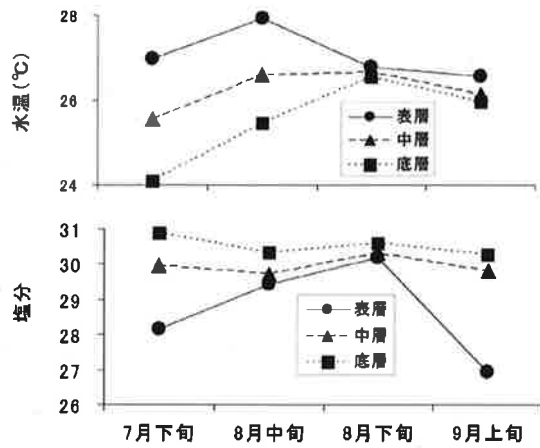 28
26
24
水温(℃)
表層
中層
底層
31
30
29
28
27
26
塩分
表層
中層
底層
7月下旬 8月中旬 8月下旬 9月上旬